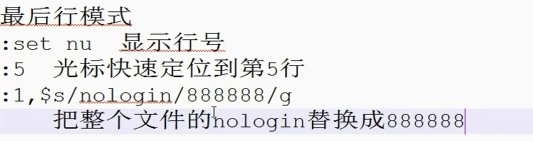 最后行模式
:set nu  显示行号
:5  光标快速定位到第5行
:1,$s/nologin/888888/g
把整个文件的nologin替换成888888